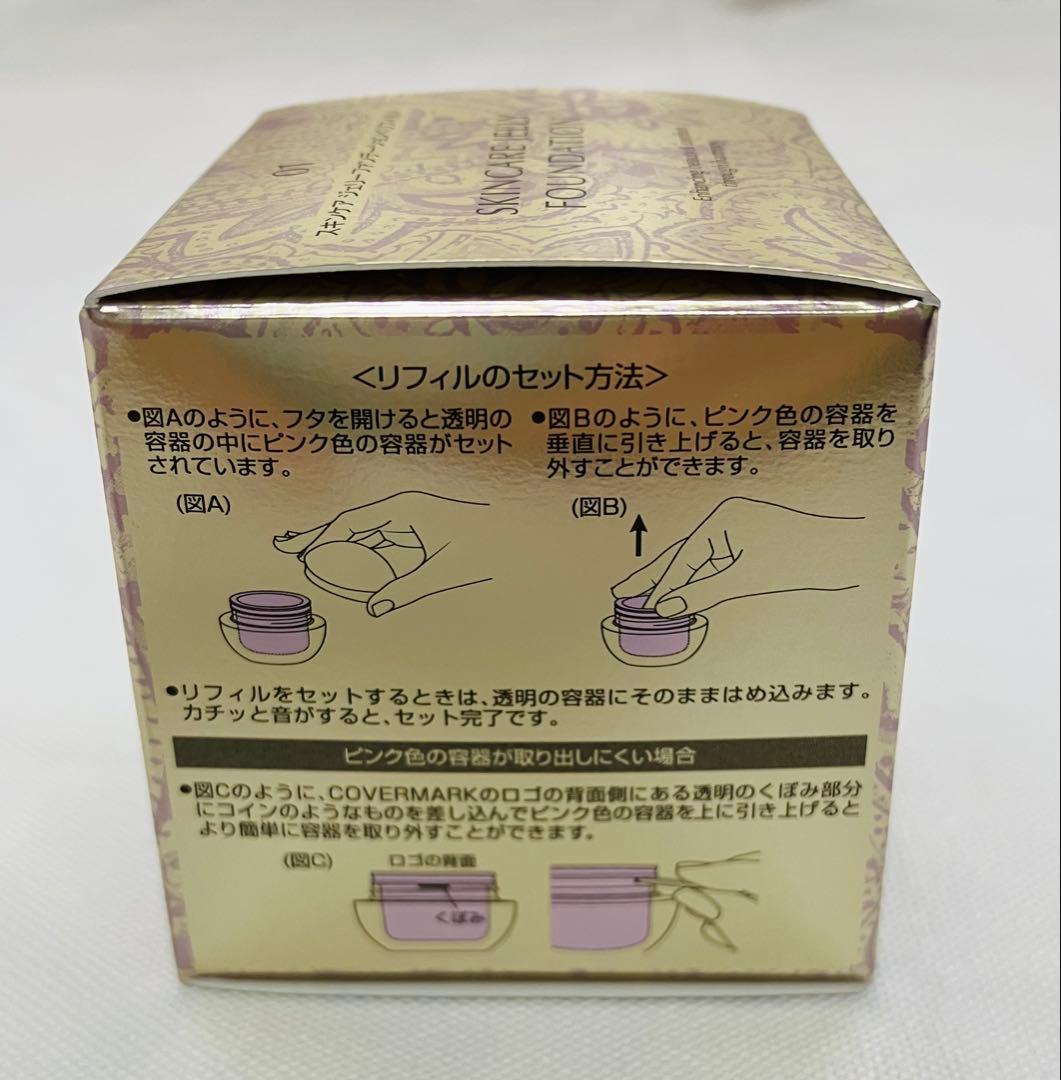 01
スキンケア ジェリー ファンデーション
SKINCARE JELLY
FOUNDATION
Enhancing
<リフィルのセット方法>
●図Aのように、フタを開けると透明の
容器の中にピンク色の容器がセット
されています。
●図Bのように、ピンク色の容器を
垂直に引き上げると、容器を取り
外すことができます。
(図A)
(図B)
●リフィルをセットするときは、透明の容器にそのままはめ込みます。
カチッと音がすると、セット完了です。
ピンク色の容器が取り出しにくい場合
●図Cのように、COVERMARKのロゴの背面側にある透明のくぼみ部分
にコインのようなものを差し込んでピンク色の容器を上に引き上げると
より簡単に容器を取り外すことができます。
(図C)
ロゴの背面
くぼみ